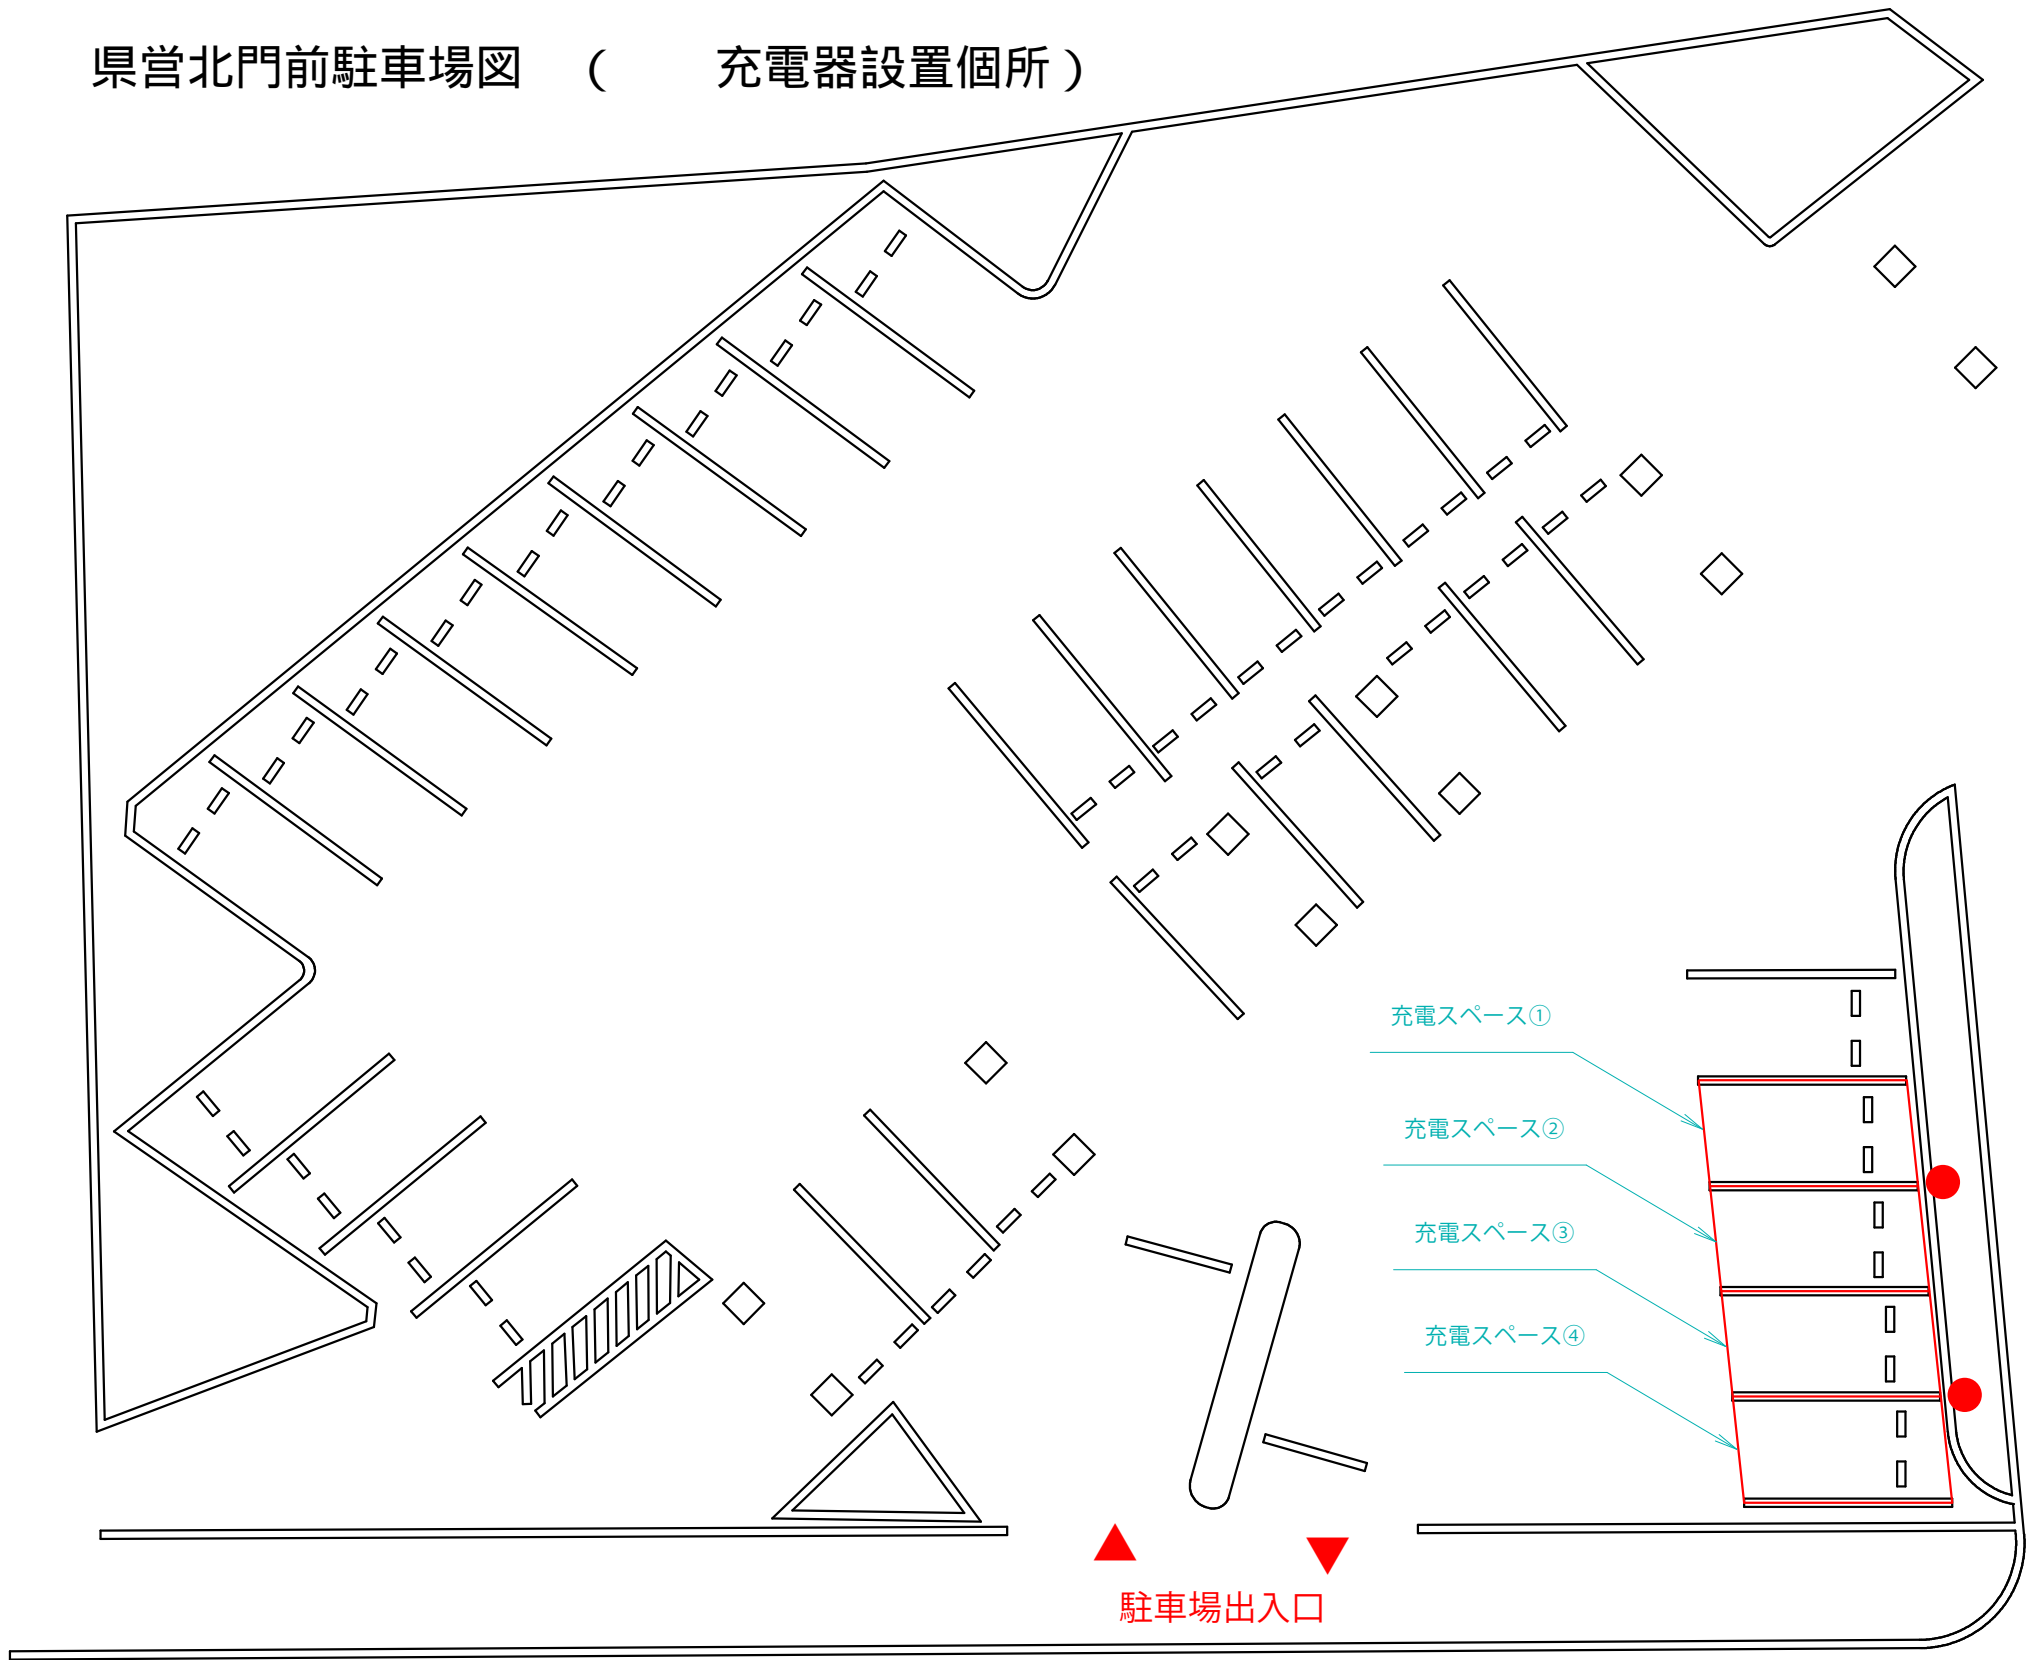 県営北門前駐車場図 （　　充電器設置個所）
充電スペース①
充電スペース②
充電スペース③
充電スペース④
駐車場出入口